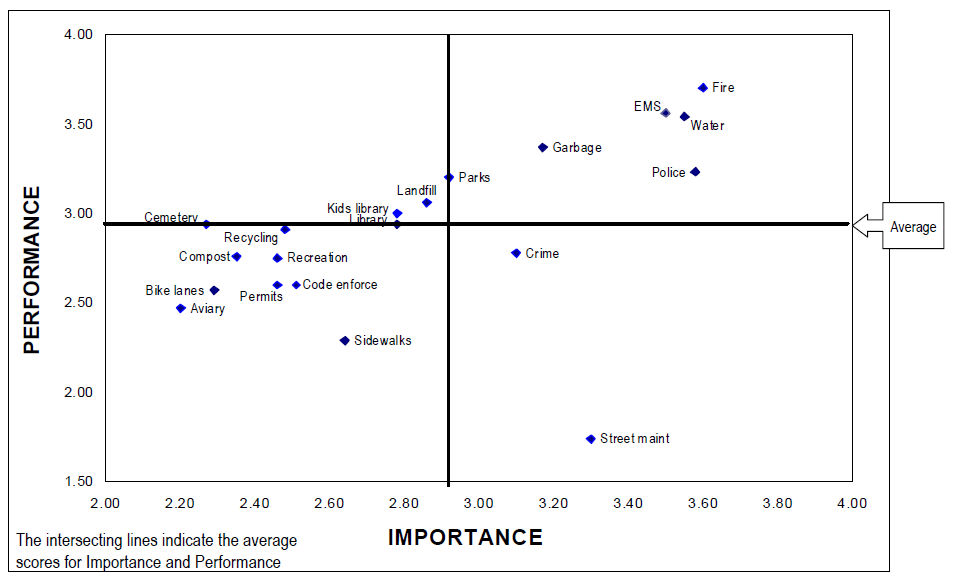 4.00
Fire
EMS
3.50
Water
Garbage
Police
Parks
Landfill
Kids library
3.00
Cemetery
Library
Average
Recycling
Crime
Compost
Recreation
Code enforce
Bike lanes
Permits
2.50
Aviary
Sidewalks
2.00
Street maint
1.50
PERFORMANCE
2.00 2.20 2.40 2.60 2.80 3.00 3.20 3.40 3.60 3.80 4.00
IMPORTANCE
The intersecting lines indicate the average
scores for Importance and Performance